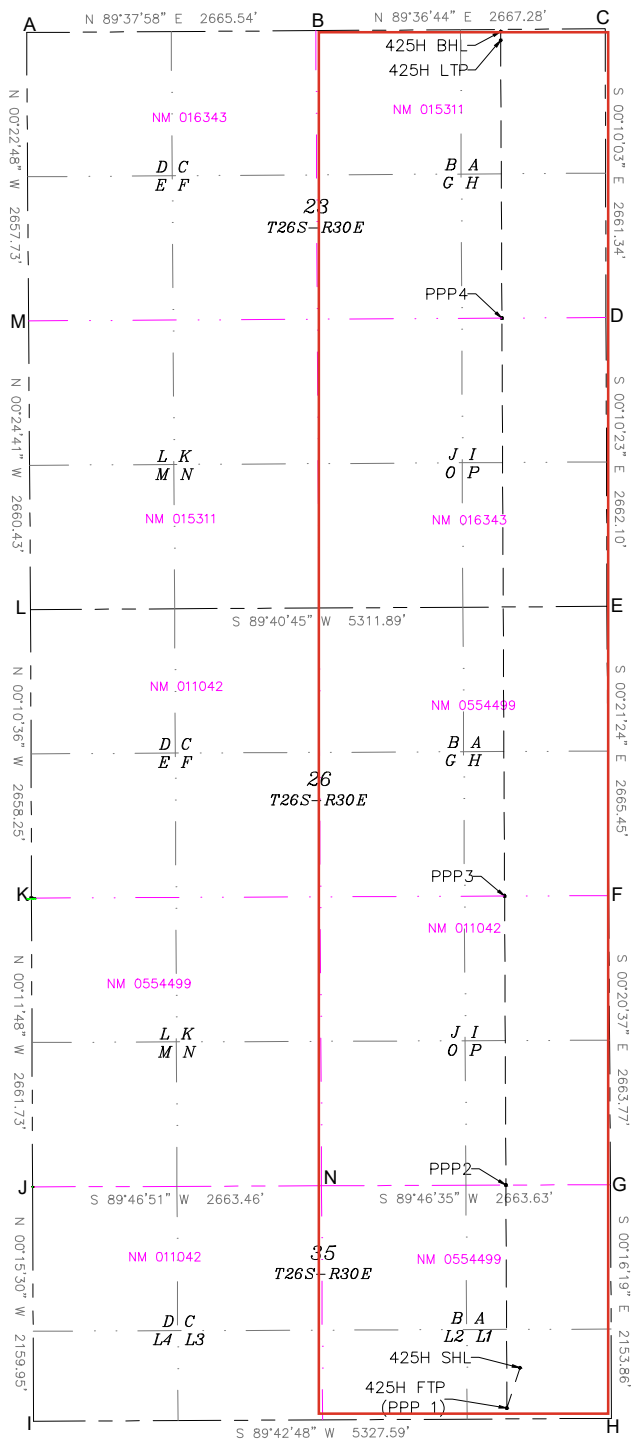 N 89°37'58" E 2665.54'
N 89°36'44" E 2667.28'
A
B
C
425H BHL
425H LTP
NM 016343
NM 015311
N 00°22'48" W 2657.73'
S 00°10'03" E 2661.34'
D C
E F
B A
G H
23
T26S-R30E
PPP4
M
D
N 00°24'41" W 2660.43'
S 00°10'23" E 2662.10'
L K
M N
J I
O P
NM 015311
NM 016343
L
E
S 89°40'45" W 5311.89'
N 00°10'36" W 2658.25'
S 00°21'24" E 2665.45'
NM 011042
NM 0554499
D C
E F
B A
G H
26
T26S-R30E
PPP3
K
F
NM 011042
NM 0554499
N 00°11'48" W 2661.73'
S 00°20'37" E 2663.77'
L K
M N
J I
O P
PPP2
J
N
G
S 89°46'51" W 2663.46'
S 89°46'35" W 2663.63'
35
T26S-R30E
NM 011042
NM 0554499
N 00°15'30" W 2159.95'
S 00°16'19" E 2153.86'
D C
L4 L3
B A
L2 L1
425H SHL
425H FTP
(PPP 1)
I
H
S 89°42'48" W 5327.59'